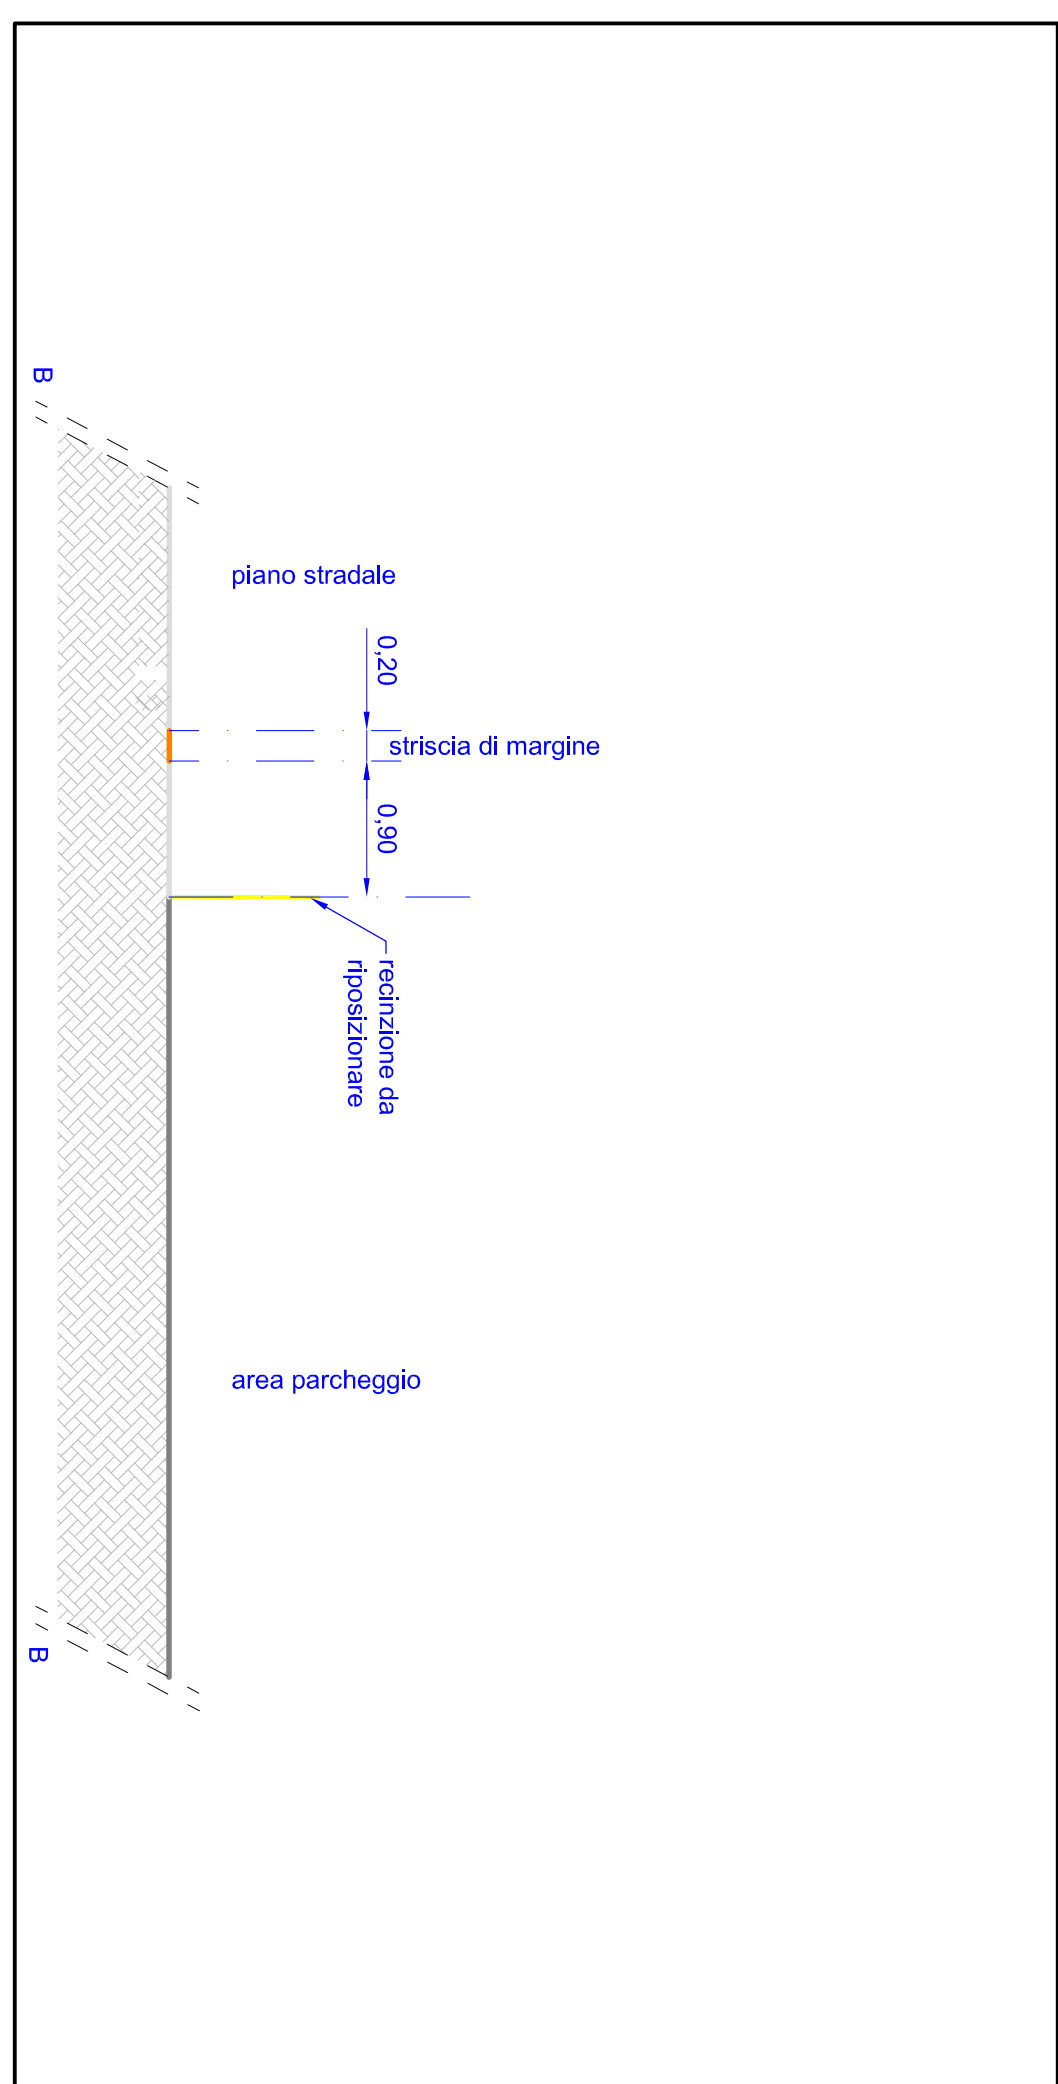 B
piano stradale
0,20
striscia di margine
0,90
recinzione da
riposizionare
area parcheggio
B